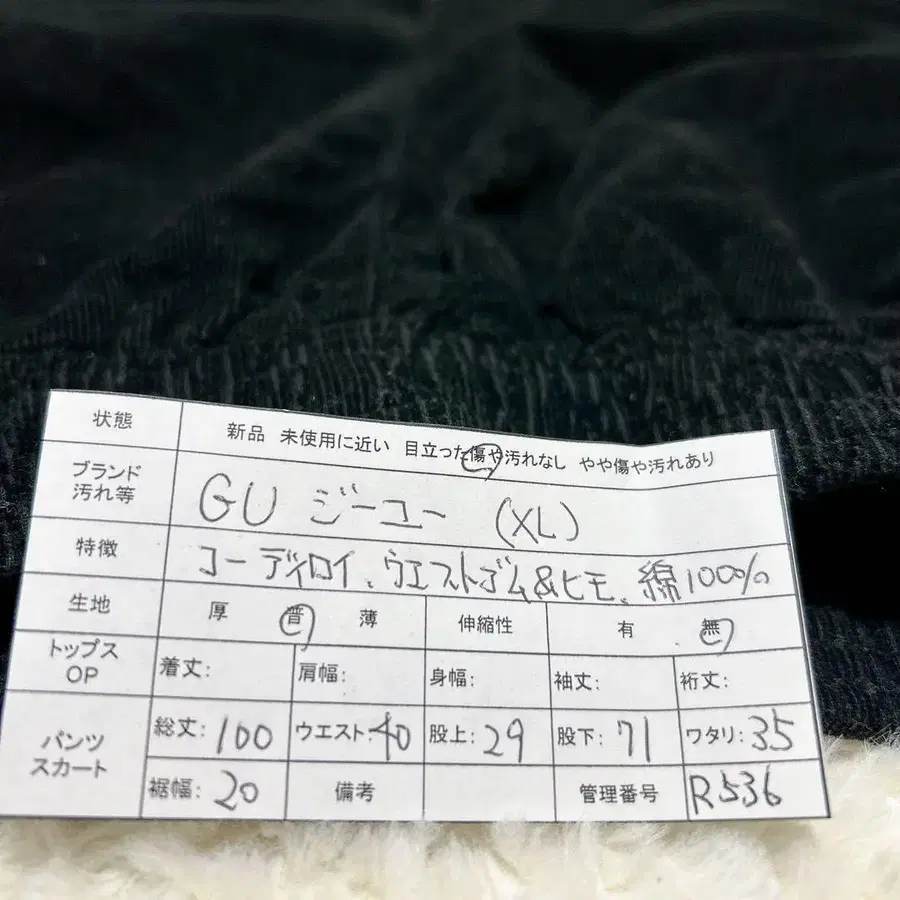 状態 新品 未使用に近い 目立った傷や汚れなし やや傷や汚れあり
ブランド
汚れ等 GU ジーユー (XL)
特徴 コーディロイ、ウエストゴム&ヒモ、綿100%
生地 厚 普 薄 伸縮性 有 無
トップス
OP 着丈: 肩幅: 身幅: 袖丈: 裄丈:
パンツ
スカート 総丈: 100 ウエスト: 40 股上: 29 股下: 71 ワタリ: 35
裾幅: 20 備考 管理番号 R536